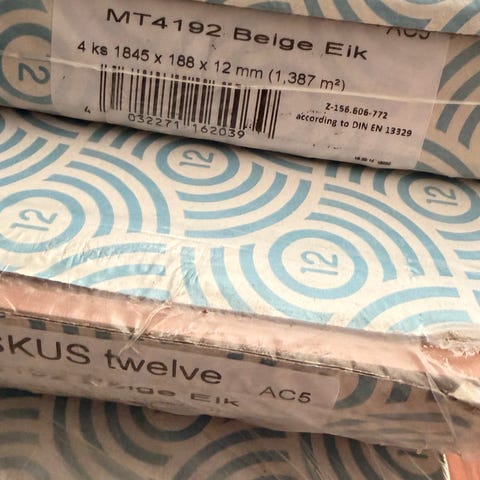 MT4192 Beige Eik
AC5
4 ks 1845 x 188 x 12 mm (1,387 m²)
Z-156.606-772
according to DIN EN 13329
4 032271 162039
12
12
12
12
12
SKUS twelve
AC5
Beige Eik